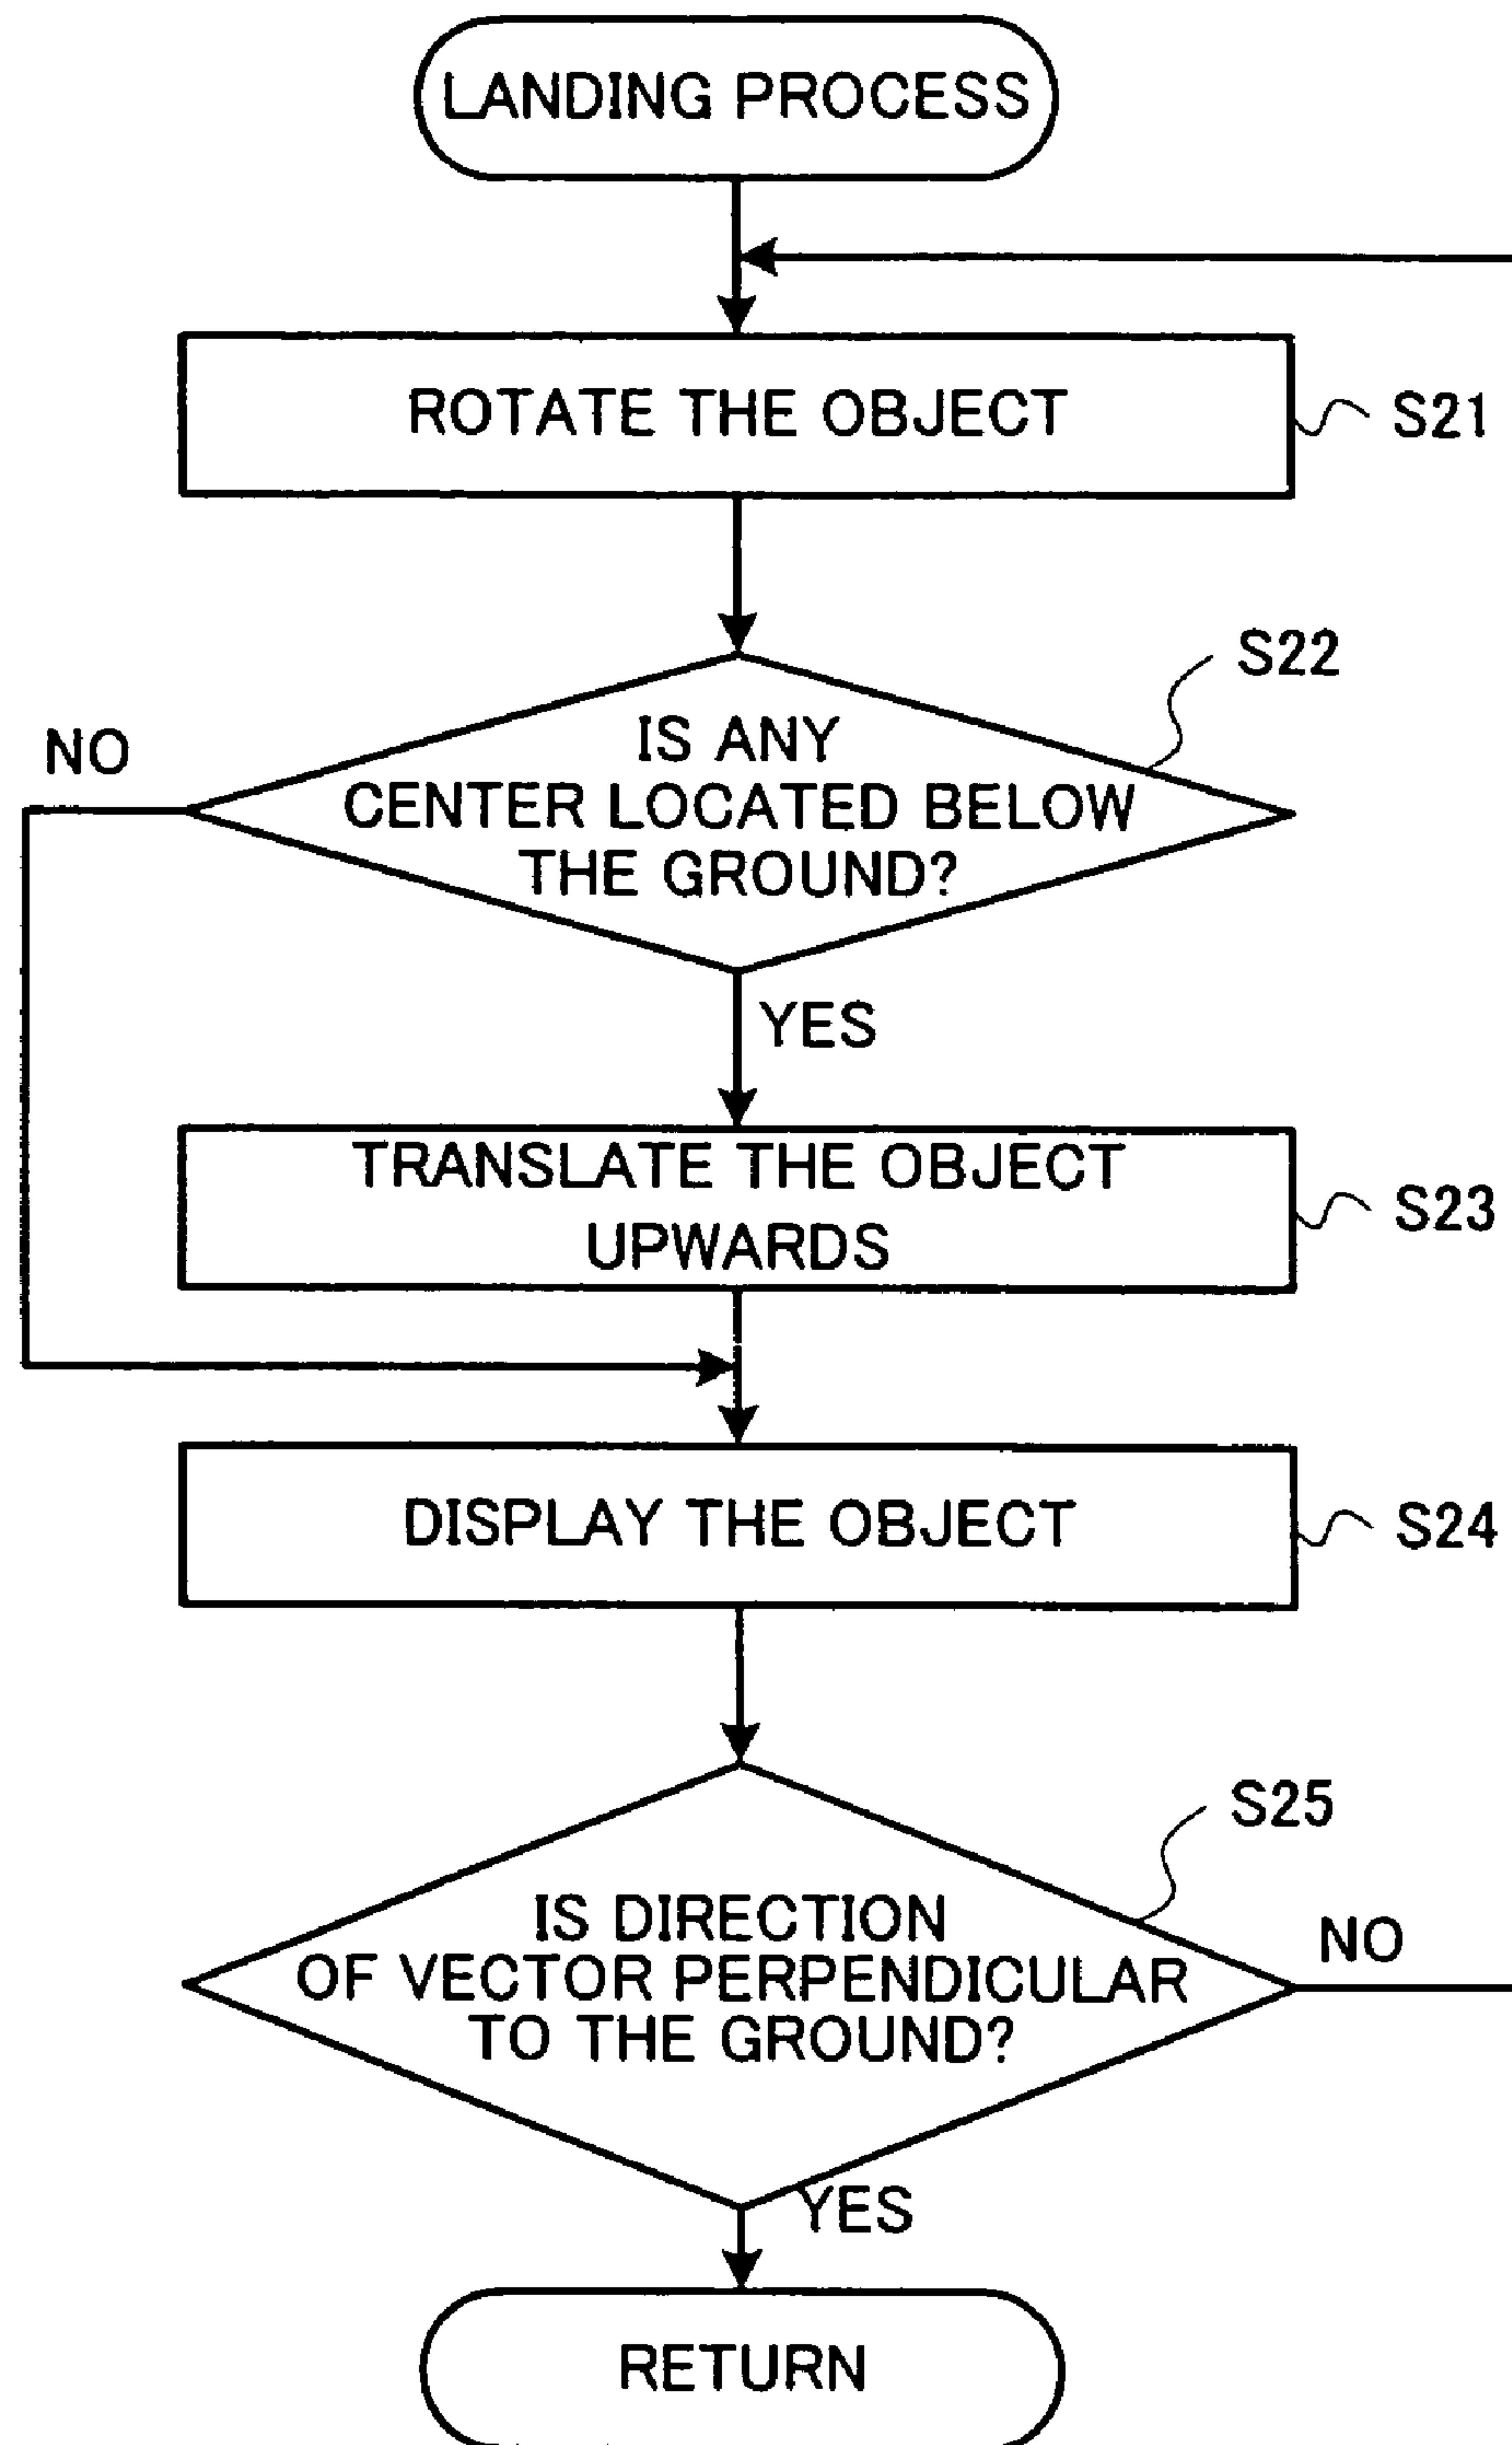 LANDING PROCESS
ROTATE THE OBJECT
S21
S22
IS ANY
CENTER LOCATED BELOW
THE GROUND?
NO
YES
TRANSLATE THE OBJECT
UPWARDS
S23
DISPLAY THE OBJECT
S24
S25
IS DIRECTION
OF VECTOR PERPENDICULAR
TO THE GROUND?
NO
YES
RETURN